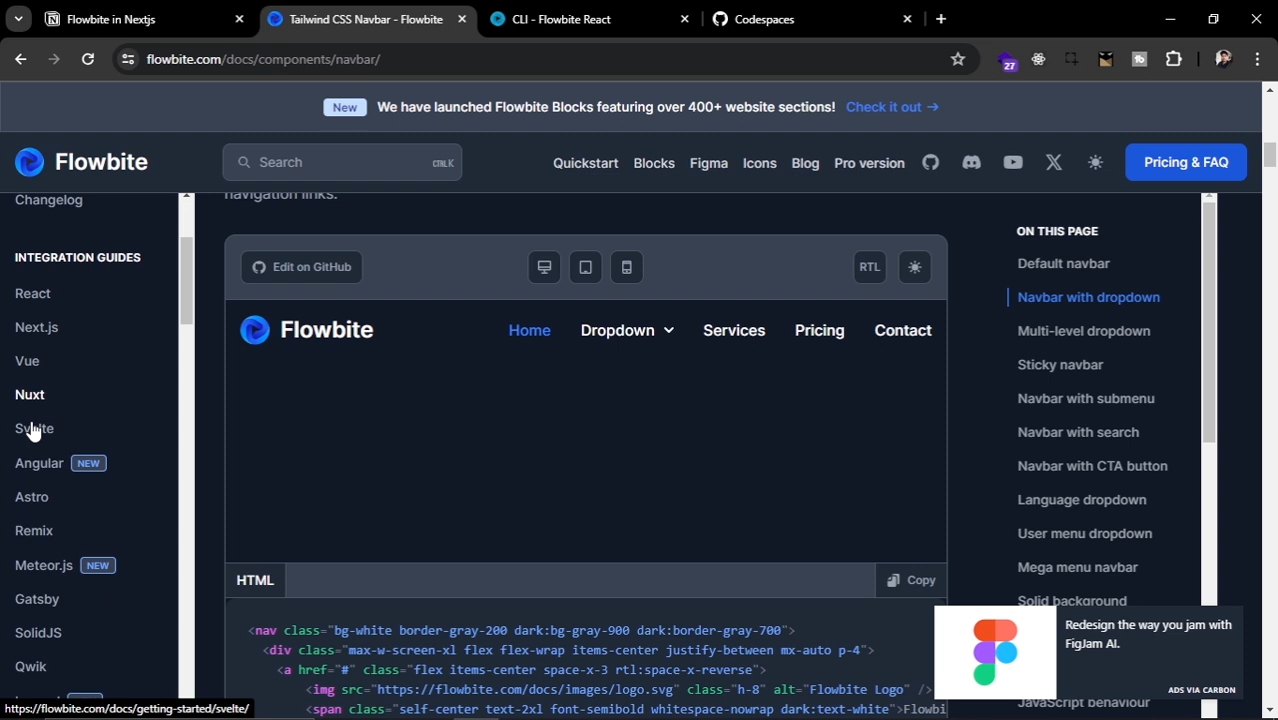 Flowbite in Nextjs
Tailwind CSS Navbar - Flowbite
CLI - Flowbite React
Codespaces
flowbite.com/docs/components/navbar/
27
New We have launched Flowbite Blocks featuring over 400+ website sections! Check it out →
Flowbite
Search CTRL K
Quickstart Blocks Figma Icons Blog Pro version
Pricing & FAQ
Changelog
INTEGRATION GUIDES
React
Next.js
Vue
Nuxt
Svelte
Angular NEW
Astro
Remix
Meteor.js NEW
Gatsby
SolidJS
Qwik
https://flowbite.com/docs/getting-started/svelte/
navigation links.
Edit on GitHub
RTL
Flowbite
Home Dropdown Services Pricing Contact
HTML
Copy
<nav class="bg-white border-gray-200 dark:bg-gray-900 dark:border-gray-700">
<div class="max-w-screen-xl flex flex-wrap items-center justify-between mx-auto p-4">
<a href="#" class="flex items-center space-x-3 rtl:space-x-reverse">
<img src="https://flowbite.com/docs/images/logo.svg" class="h-8" alt="Flowbite Logo" />
<span class="self-center text-2xl font-semibold whitespace-nowrap dark:text-white">Flowbi
ON THIS PAGE
Default navbar
Navbar with dropdown
Multi-level dropdown
Sticky navbar
Navbar with submenu
Navbar with search
Navbar with CTA button
Language dropdown
User menu dropdown
Mega menu navbar
Solid background
JavaScript behaviour
Redesign the way you jam with
FigJam AI.
ADS VIA CARBON